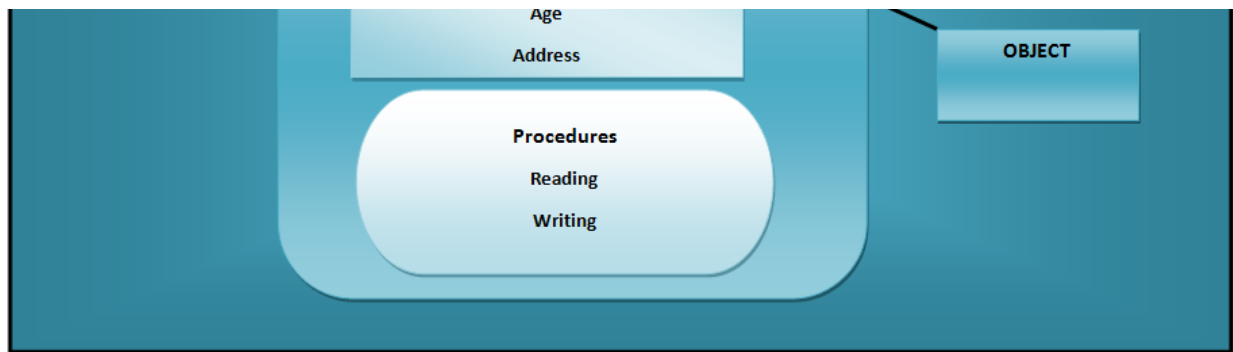 Age
Address
OBJECT
Procedures
Reading
Writing